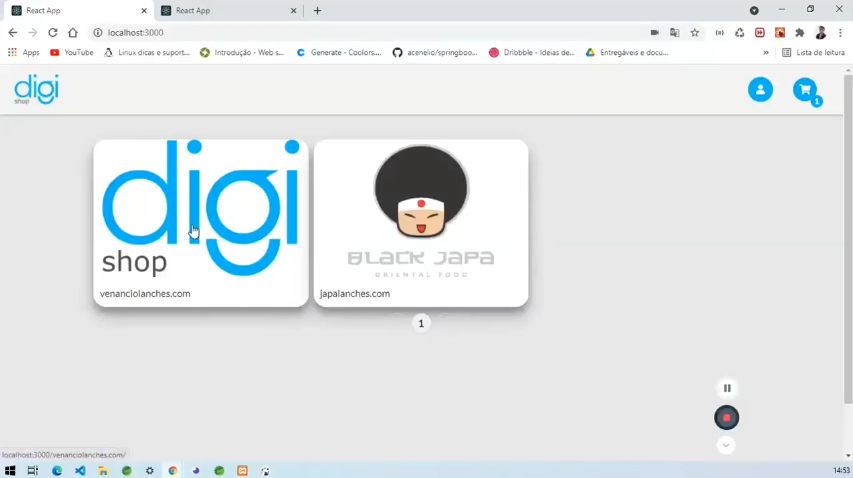 React App
React App
localhost:3000
Apps
YouTube
Linux dicas e suport...
Introdução - Web s...
Generate - Coolors....
acenelio/springboo...
Dribbble - Ideias de...
Entregáveis e docu...
»
Lista de leitura
digi
shop
1
digi
shop
venanciolanches.com
BLACK JAPA
ORIENTAL FOOD
japalanches.com
1
localhost:3000/venanciolanches.com/
14:53